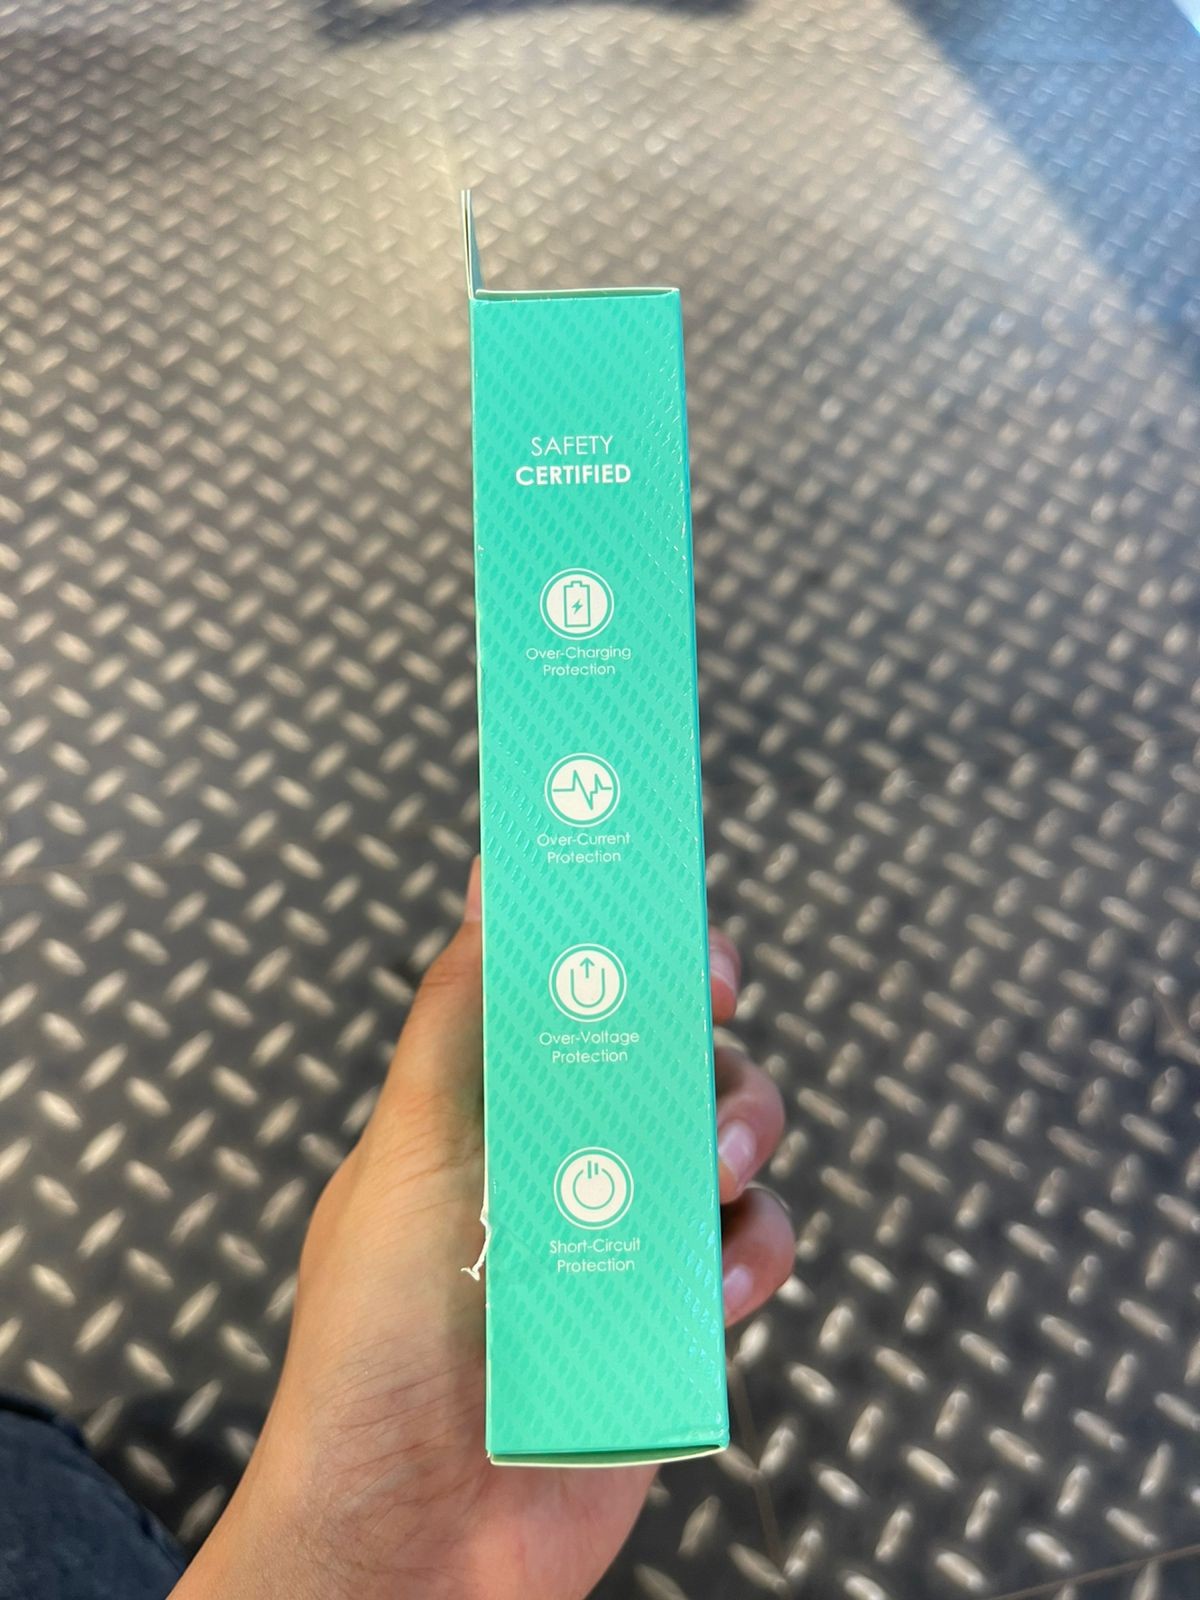 SAFETY
CERTIFIED
Over-Charging
Protection
Over-Current
Protection
Over-Voltage
Protection
Short-Circuit
Protection